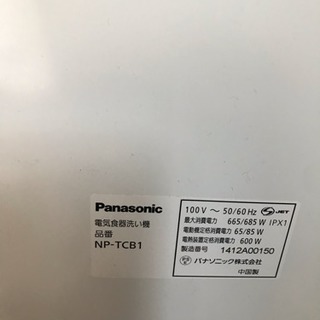 Panasonic
電気食器洗い機
品番
NP-TCB1
100V ～ 50/60Hz JET
最大消費電力 665/685 W IPX1
電動機定格消費電力 65/85 W
電熱装置定格消費電力 600 W
製造番号 1412A00150
パナソニック株式会社
中国製